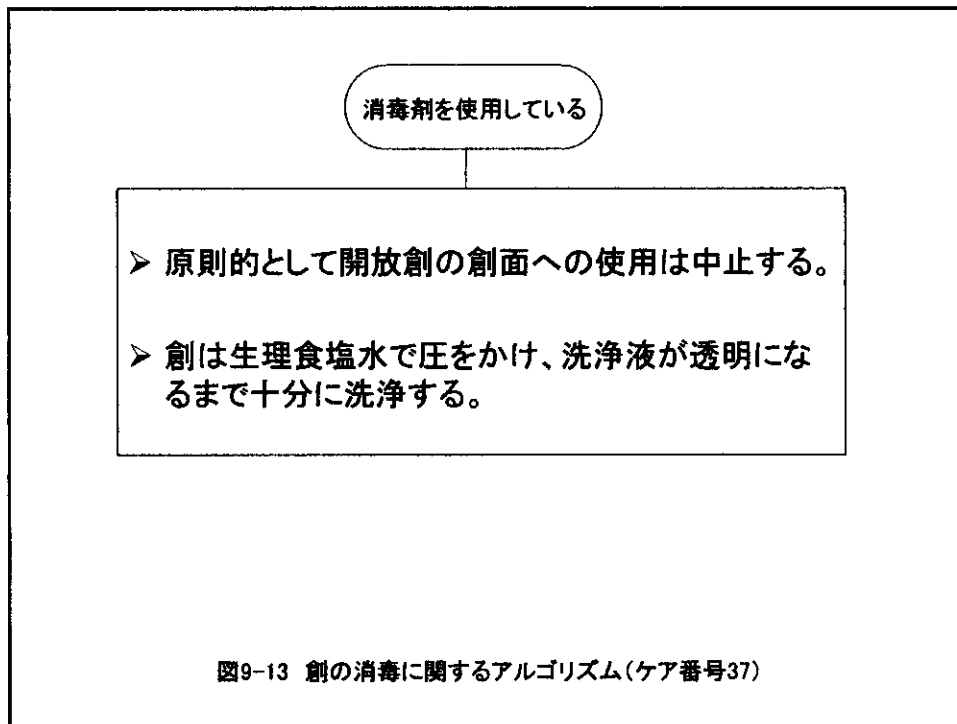 消毒剤を使用している
➢ 原則的として開放創の創面への使用は中止する。
➢ 創は生理食塩水で圧をかけ、洗浄液が透明にな
るまで十分に洗浄する。
図9-13 創の消毒に関するアルゴリズム(ケア番号37)